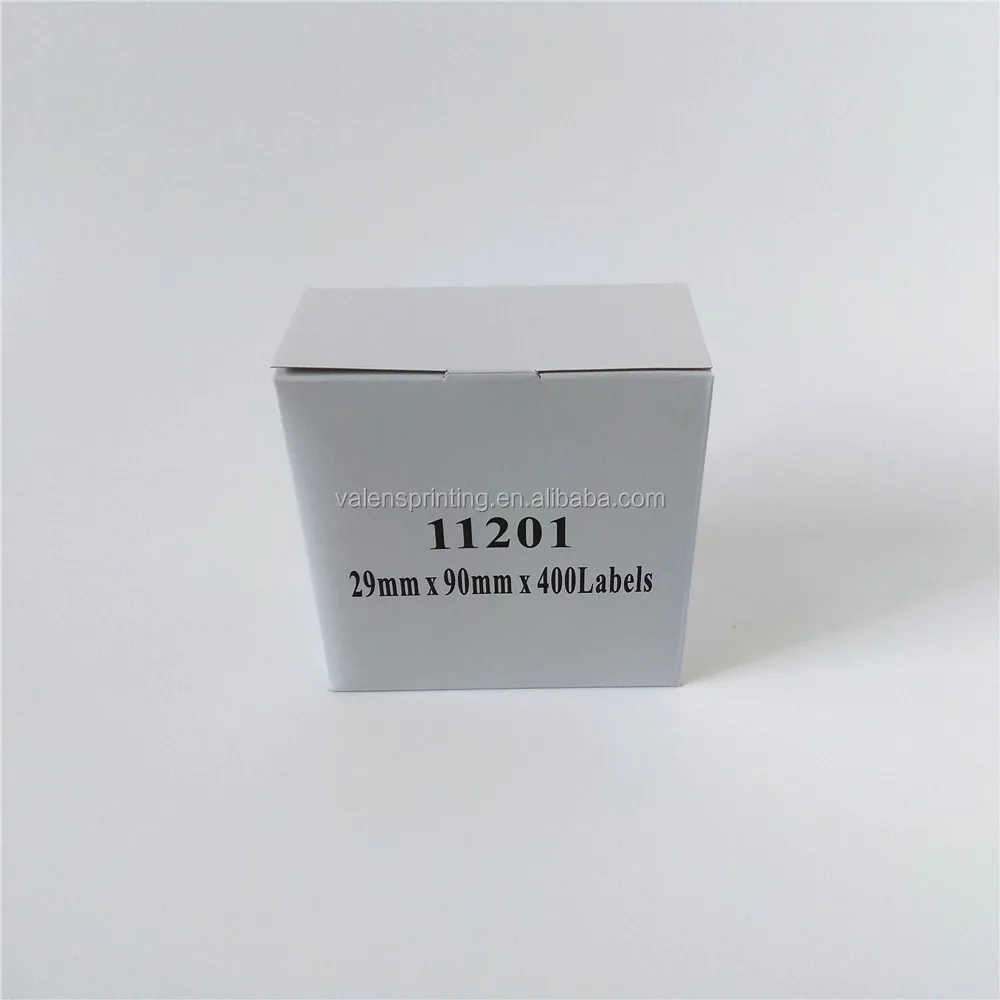 valensprinting.en.alibaba.com
11201
29mm x 90mm x 400Labels